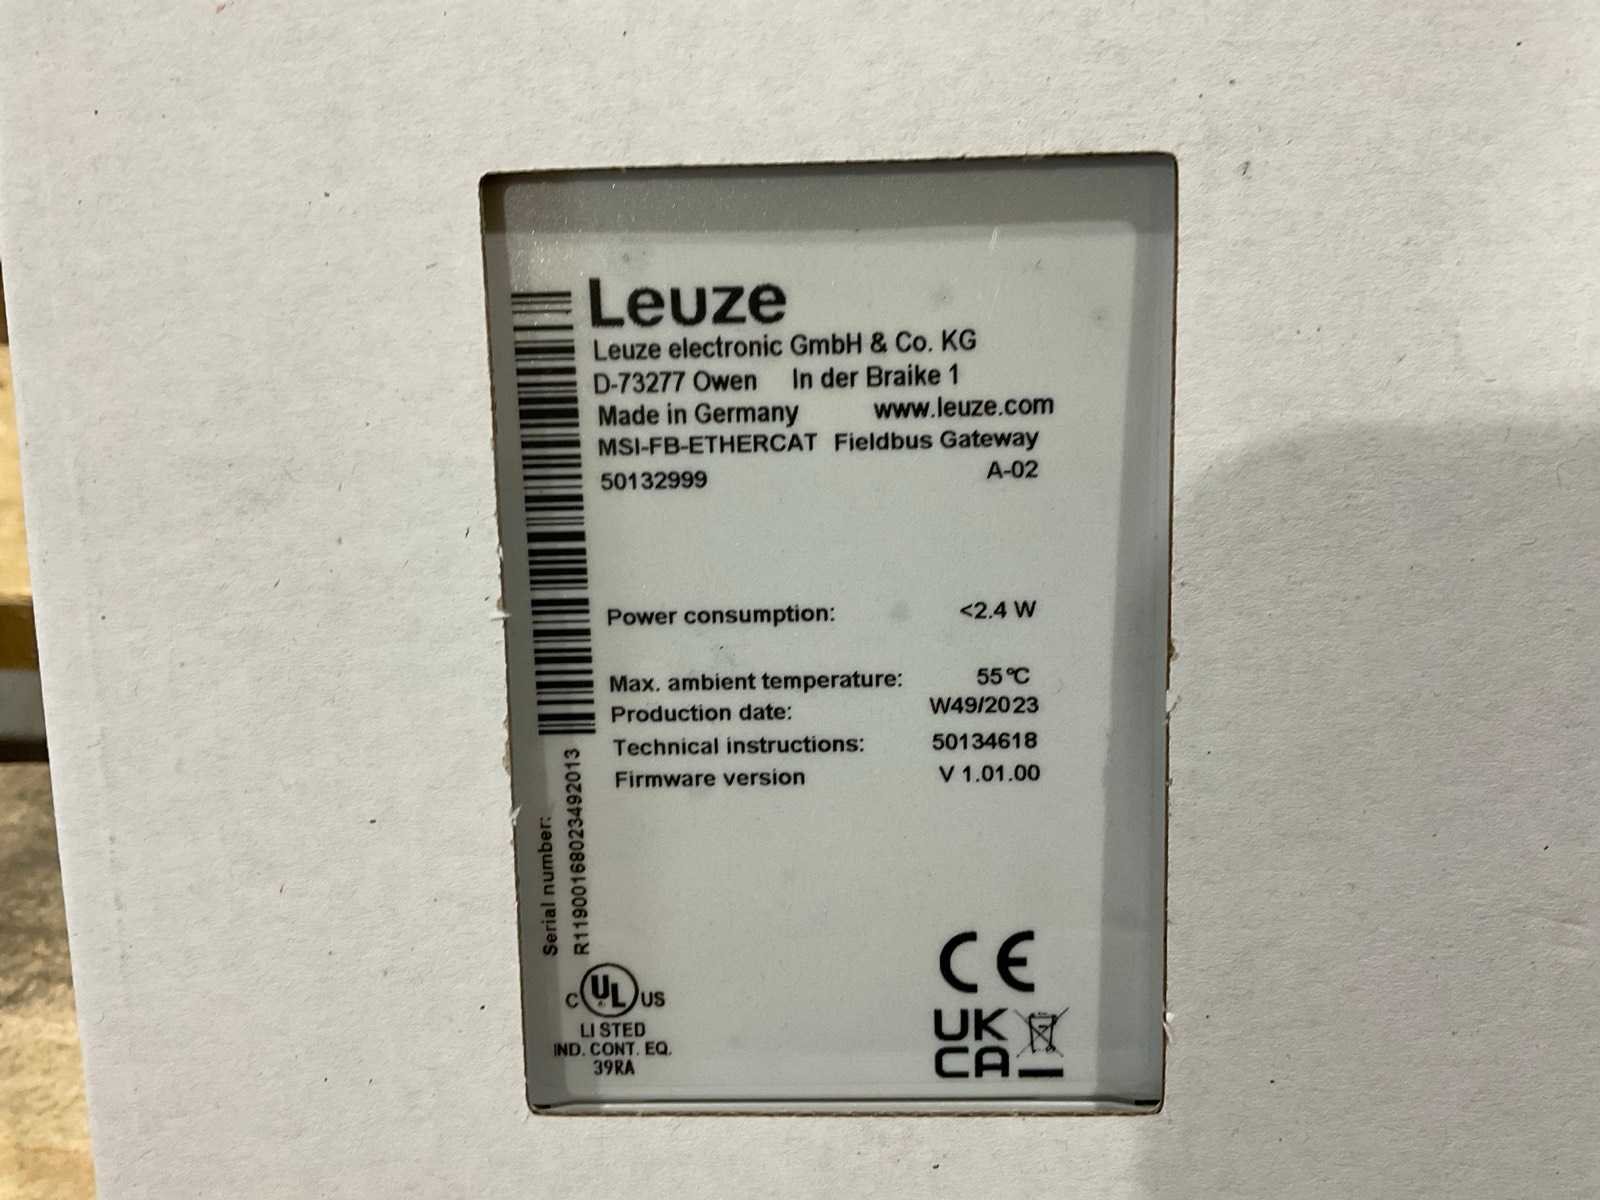 Leuze
Leuze electronic GmbH & Co. KG
D-73277 Owen In der Braike 1
Made in Germany www.leuze.com
MSI-FB-ETHERCAT Fieldbus Gateway
50132999 A-02
Power consumption: <2.4 W
Max. ambient temperature: 55°C
Production date: W49/2023
Technical instructions: 50134618
Firmware version V 1.01.00
Serial number:
R11900168023492013
C UL US
®
LISTED
IND. CONT. EQ.
39RA
CE
UK
CA